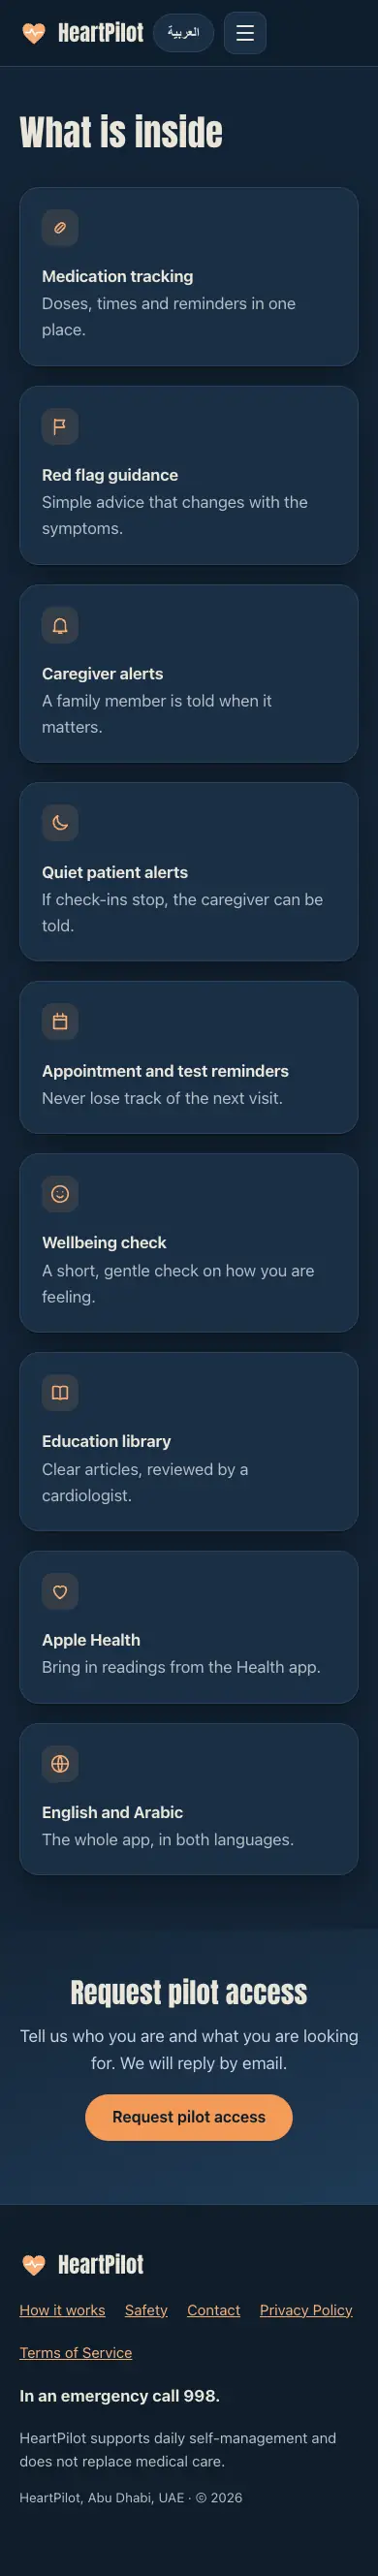 HeartPilot
العربية
What is inside
Medication tracking
Doses, times and reminders in one
place.
Red flag guidance
Simple advice that changes with the
symptoms.
Caregiver alerts
A family member is told when it
matters.
Quiet patient alerts
If check-ins stop, the caregiver can be
told.
Appointment and test reminders
Never lose track of the next visit.
Wellbeing check
A short, gentle check on how you are
feeling.
Education library
Clear articles, reviewed by a
cardiologist.
Apple Health
Bring in readings from the Health app.
English and Arabic
The whole app, in both languages.
Request pilot access
Tell us who you are and what you are looking
for. We will reply by email.
Request pilot access
HeartPilot
How it works Safety Contact Privacy Policy
Terms of Service
In an emergency call 998.
HeartPilot supports daily self-management and
does not replace medical care.
HeartPilot, Abu Dhabi, UAE · © 2026